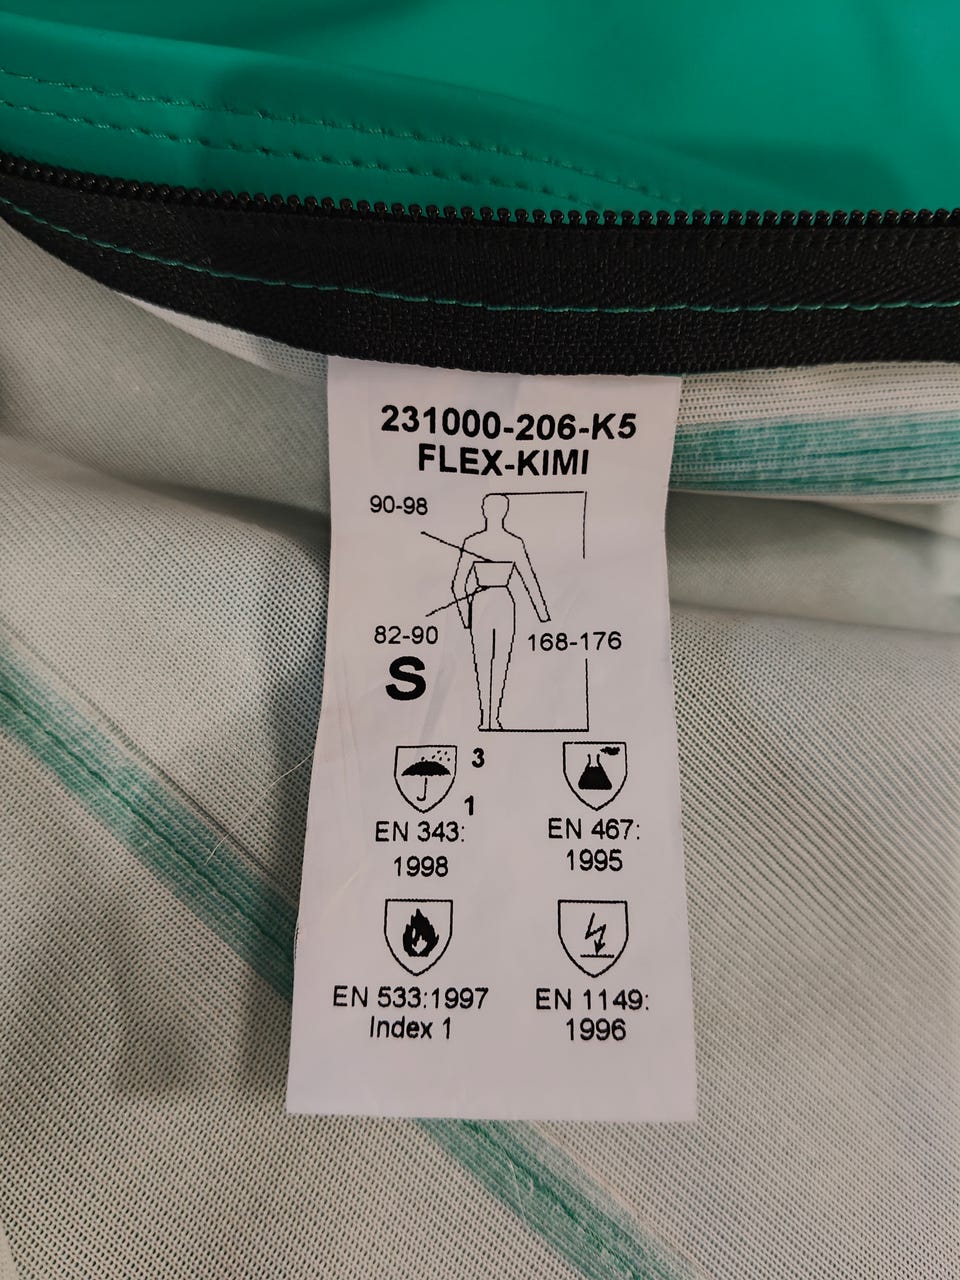 231000-206-K5
FLEX-KIMI
90-98
82-90
168-176
S
3
1
EN 343:
1998
EN 467:
1995
EN 533:1997
Index 1
EN 1149:
1996